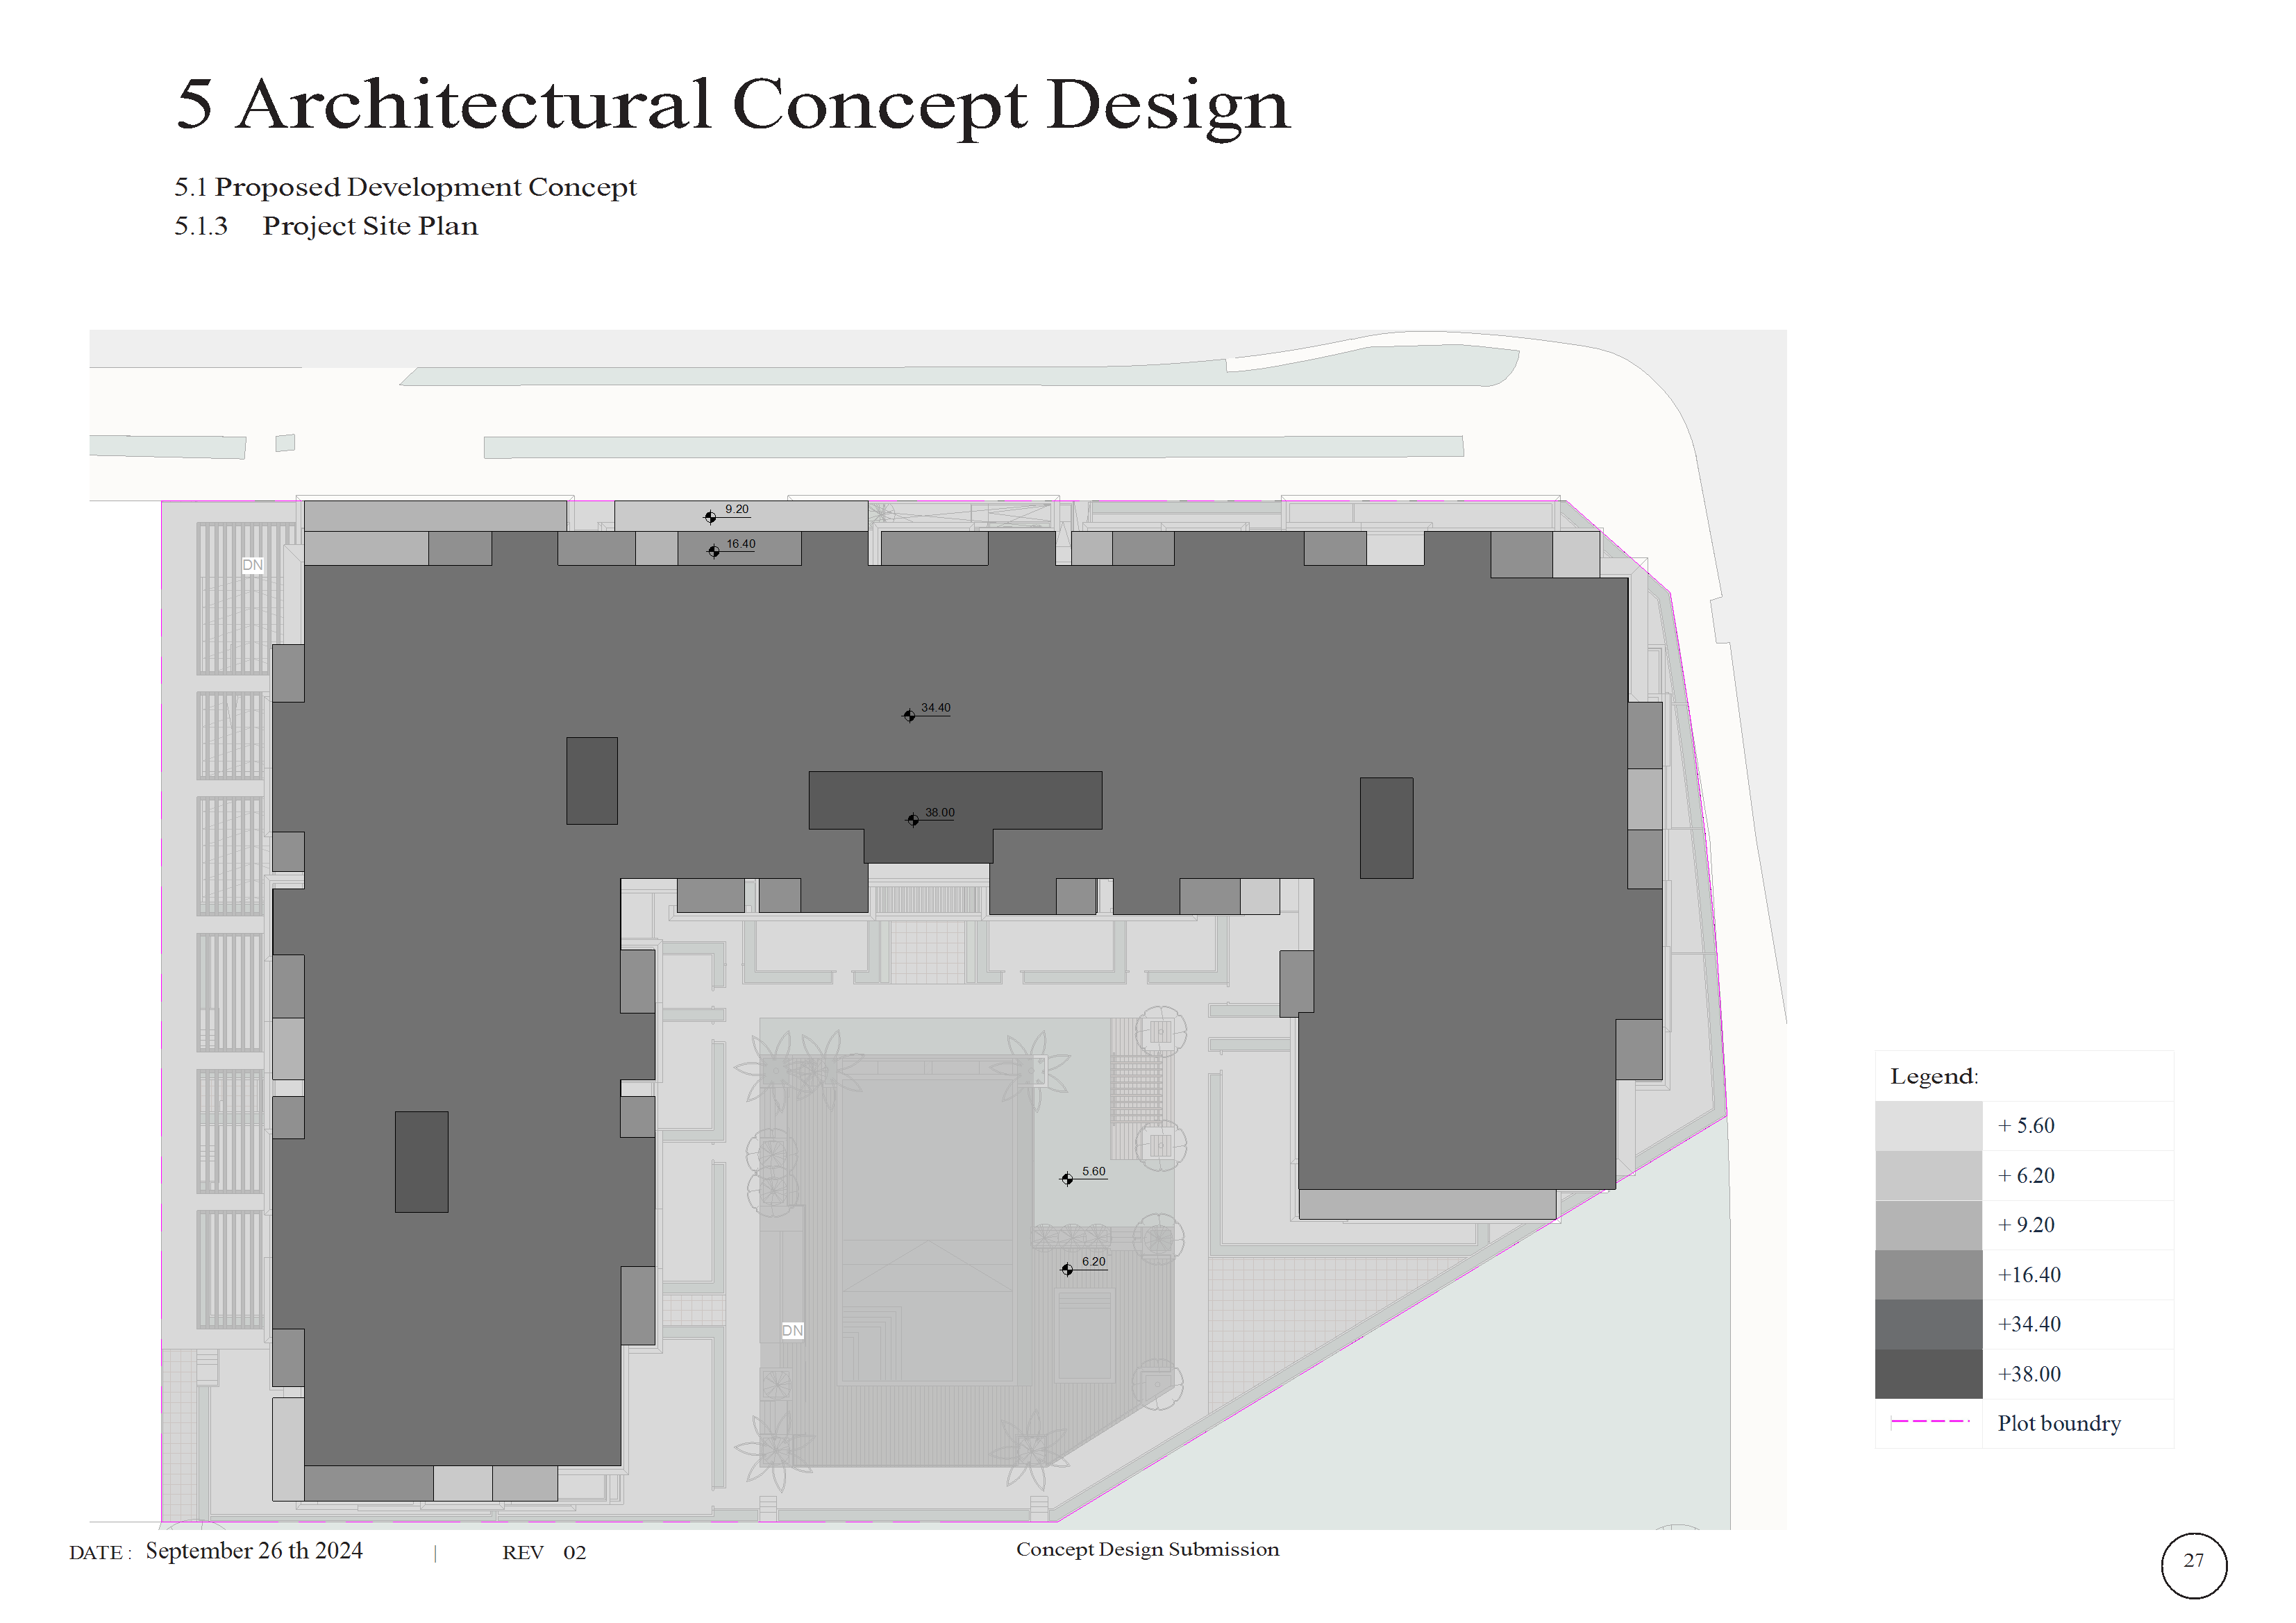 5 Architectural Concept Design
5.1 Proposed Development Concept
5.1.3 Project Site Plan
9.20
16.40
DN
34.40
38.00
5.60
6.20
DN
Legend:
+ 5.60
+ 6.20
+ 9.20
+16.40
+34.40
+38.00
Plot boundry
DATE : September 26 th 2024 | REV 02
Concept Design Submission
27